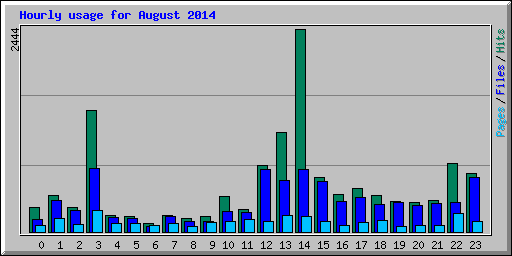 Hourly usage for August 2014
2444
Pages / Files / Hits
0 1 2 3 4 5 6 7 8 9 10 11 12 13 14 15 16 17 18 19 20 21 22 23